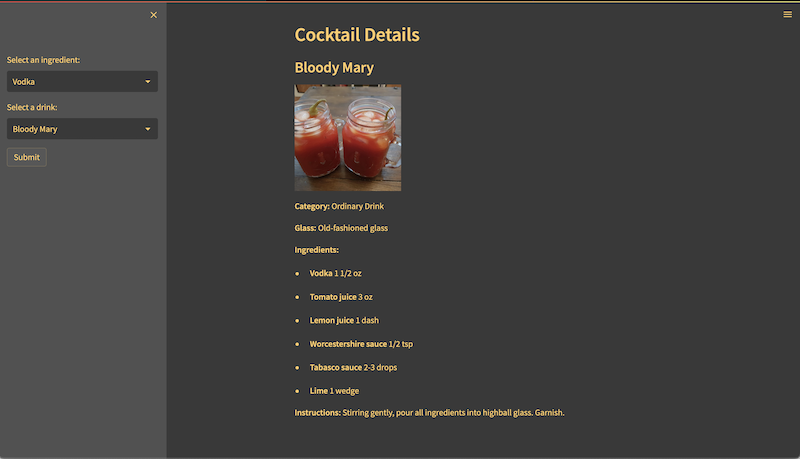 Select an ingredient:
Vodka
Select a drink:
Bloody Mary
Submit
Cocktail Details
Bloody Mary
Category: Ordinary Drink
Glass: Old-fashioned glass
Ingredients:
Vodka 1 1/2 oz
Tomato juice 3 oz
Lemon juice 1 dash
Worcestershire sauce 1/2 tsp
Tabasco sauce 2-3 drops
Lime 1 wedge
Instructions: Stirring gently, pour all ingredients into highball glass. Garnish.